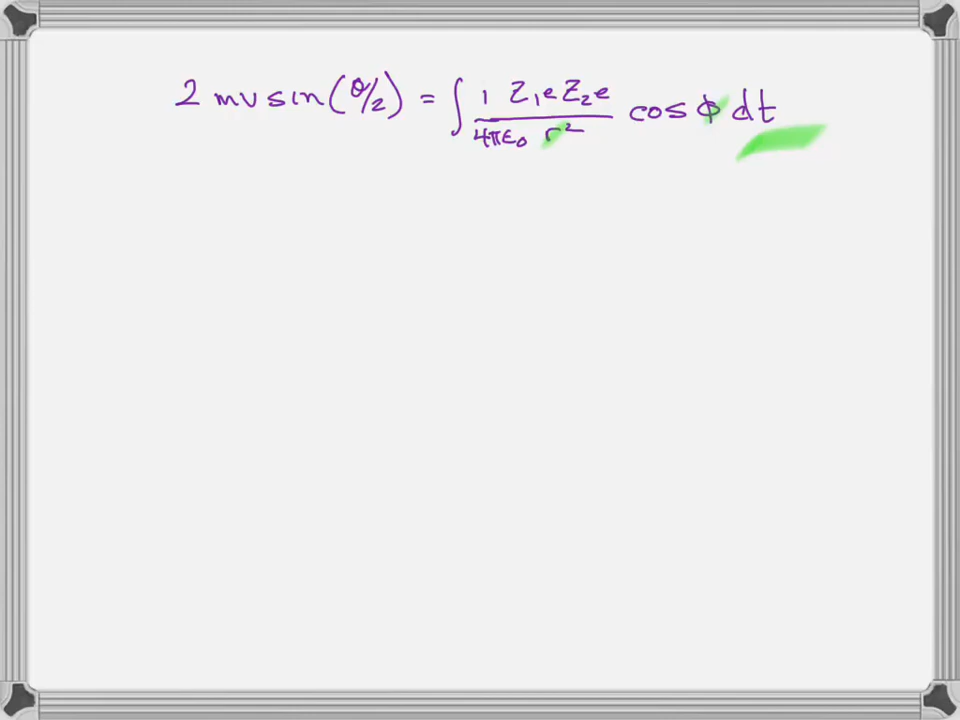 2 mv sin(θ/2) = ∫ 1 Z₁e Z₂e / 4πε₀ r² cos ϕ dt